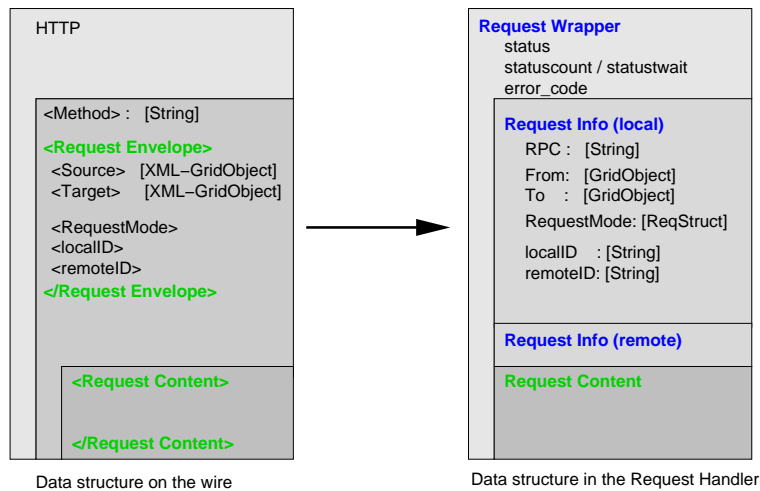 HTTP
<Method> : [String]
<Request Envelope>
<Source> [XML−GridObject]
<Target> [XML−GridObject]
<RequestMode>
<localID>
<remoteID>
</Request Envelope>
<Request Content>
</Request Content>
Data structure on the wire
Request Wrapper
status
statuscount / statustwait
error_code
Request Info (local)
RPC : [String]
From: [GridObject]
To : [GridObject]
RequestMode: [ReqStruct]
localID : [String]
remoteID: [String]
Request Info (remote)
Request Content
Data structure in the Request Handler